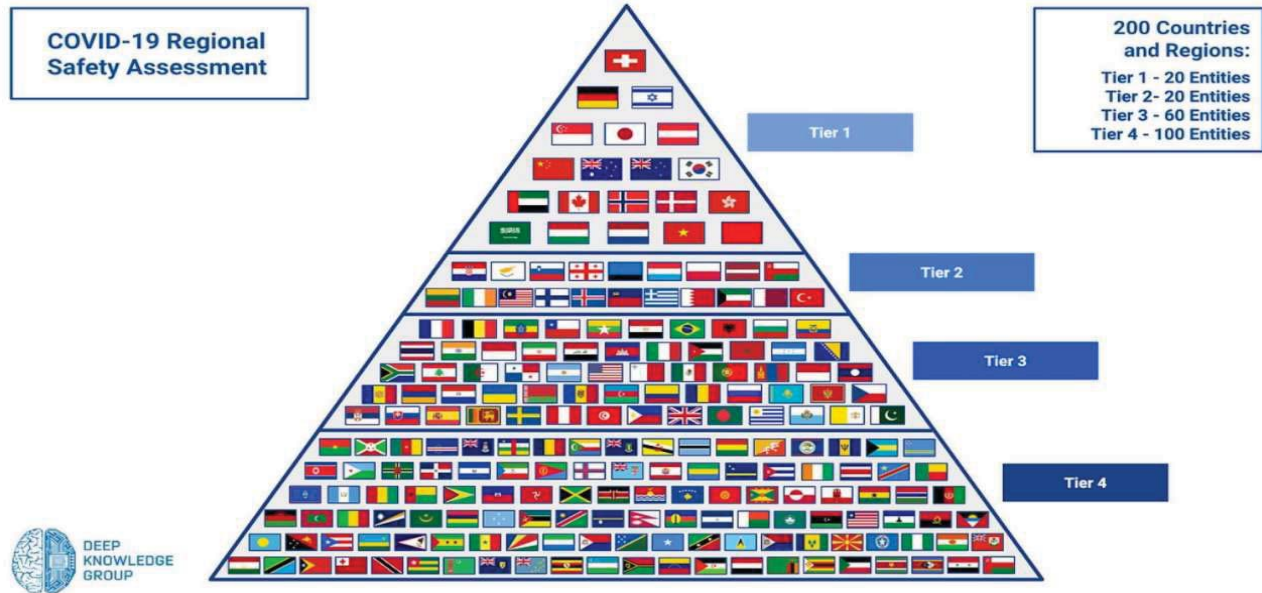 COVID-19 Regional
Safety Assessment
200 Countries
and Regions:
Tier 1 - 20 Entities
Tier 2- 20 Entities
Tier 3 - 60 Entities
Tier 4 - 100 Entities
Tier 1
Tier 2
Tier 3
Tier 4
DEEP
KNOWLEDGE
GROUP